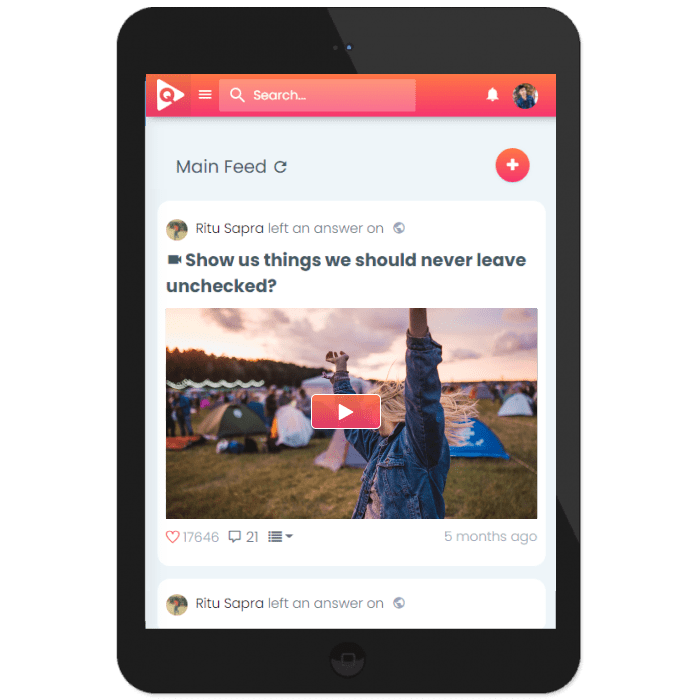 Q
Search...
Main Feed
Ritu Sapra left an answer on
Show us things we should never leave
unchecked?
17646 21
5 months ago
Ritu Sapra left an answer on